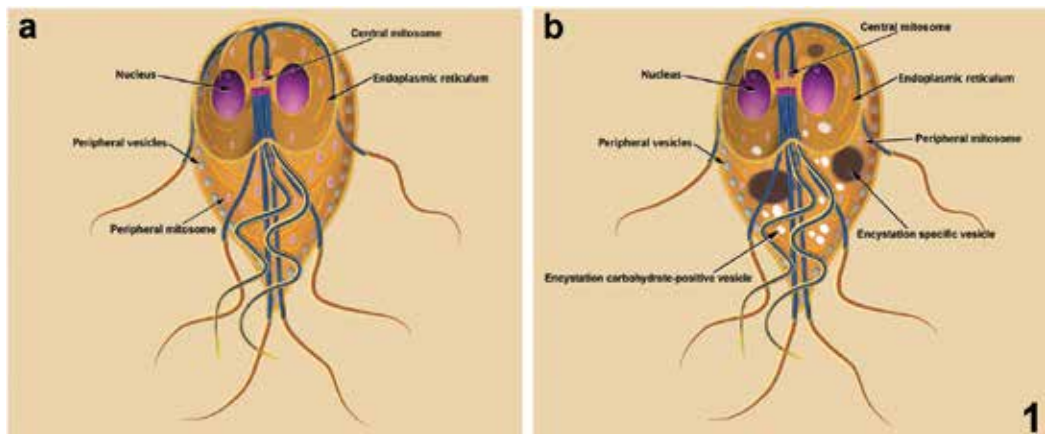 a
Central mitosome
Nucleus
Endoplasmic reticulum
Peripheral vesicles
Peripheral mitosome
b
Central mitosome
Nucleus
Endoplasmic reticulum
Peripheral vesicles
Peripheral mitosome
Encystation specific vesicle
Encystation carbohydrate-positive vesicle
1